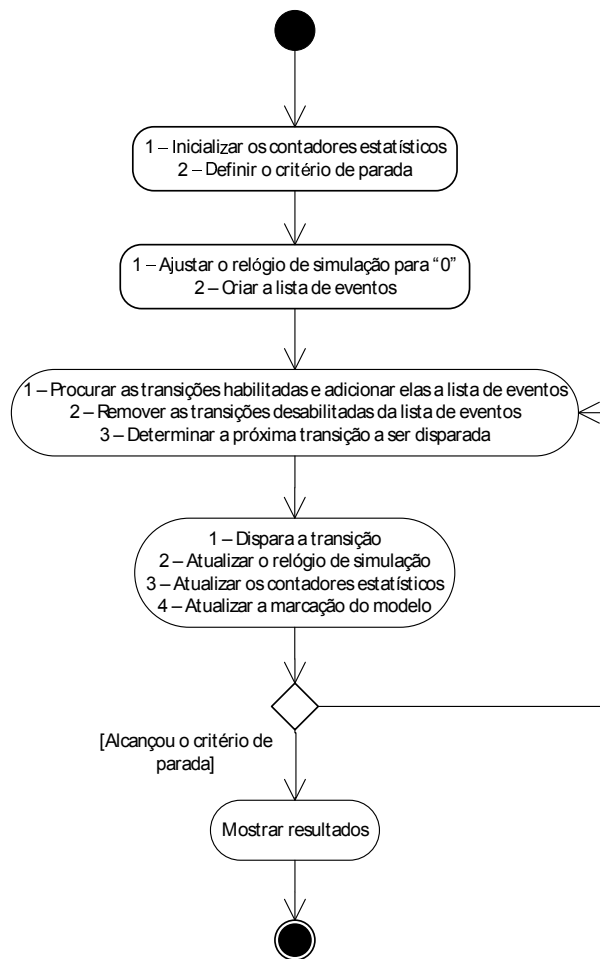 1 – Inicializar os contadores estatísticos
2 – Definir o critério de parada
1 – Ajustar o relógio de simulação para “0”
2 – Criar a lista de eventos
1 – Procurar as transições habilitadas e adicionar elas a lista de eventos
2 – Remover as transições desabilitadas da lista de eventos
3 – Determinar a próxima transição a ser disparada
1 – Dispara a transição
2 – Atualizar o relógio de simulação
3 – Atualizar os contadores estatísticos
4 – Atualizar a marcação do modelo
[Alcançou o critério de
parada]
Mostrar resultados